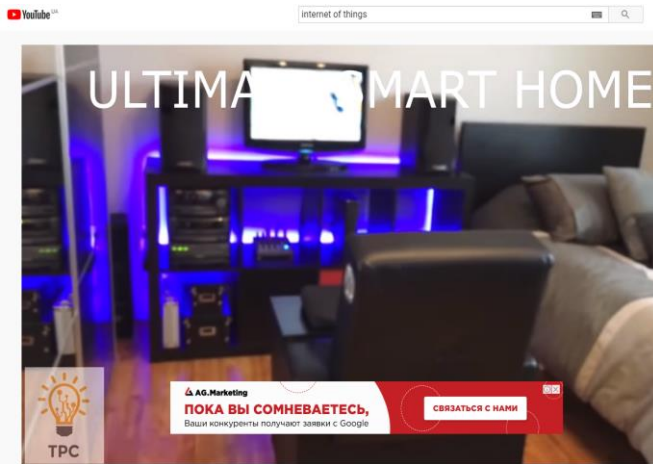 YouTube UA
internet of things
ULTIMA SMART HOME
AG.Marketing
ПОКА ВЫ СОМНЕВАЕТЕСЬ,
Ваши конкуренты получают заявки с Google
СВЯЗАТЬСЯ С НАМИ
TPC